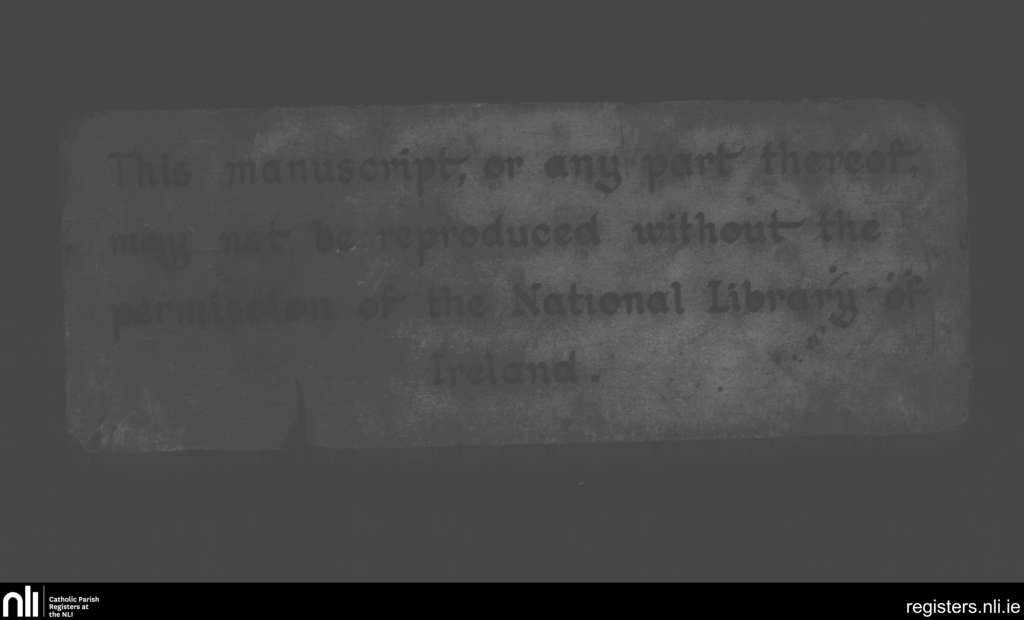 This manuscript, or any part thereof,
may not be reproduced without the
permission of the National Library of
Ireland.
nli
Catholic Parish
Registers at
the NLI
registers.nli.ie